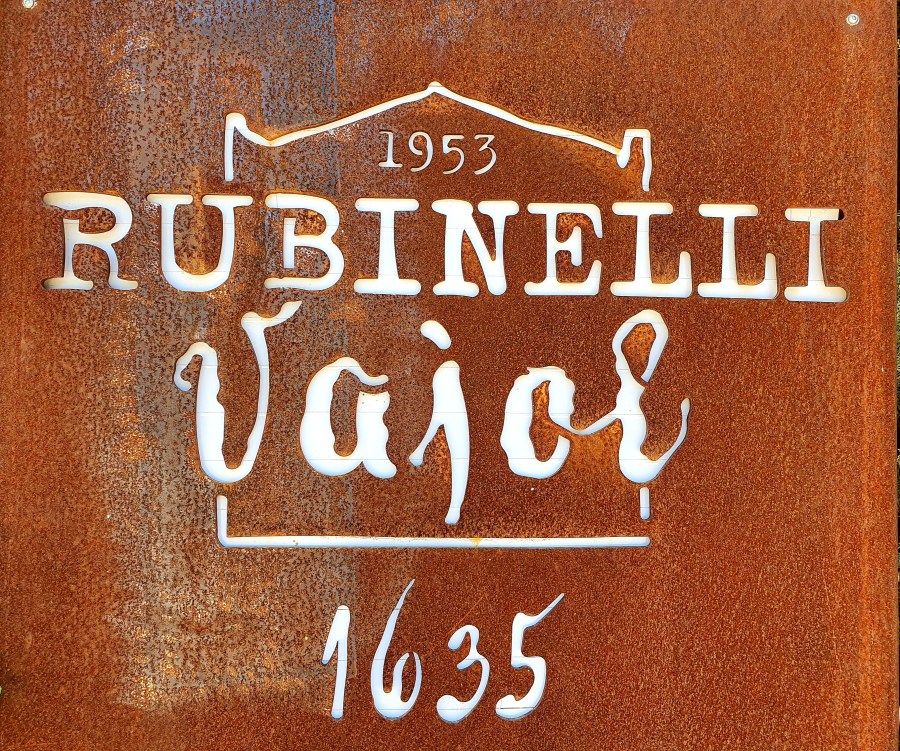 1953
RUBINELLI
Vajol
1635